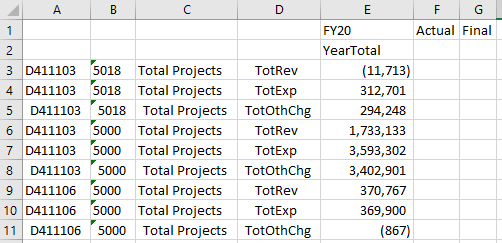 A B C D E F G
1 FY20 Actual Final
2 YearTotal
3 D411103 5018 Total Projects TotRev (11,713)
4 D411103 5018 Total Projects TotExp 312,701
5 D411103 5018 Total Projects TotOthChg 294,248
6 D411103 5000 Total Projects TotRev 1,733,133
7 D411103 5000 Total Projects TotExp 3,593,302
8 D411103 5000 Total Projects TotOthChg 3,402,901
9 D411106 5000 Total Projects TotRev 370,767
10 D411106 5000 Total Projects TotExp 369,900
11 D411106 5000 Total Projects TotOthChg (867)